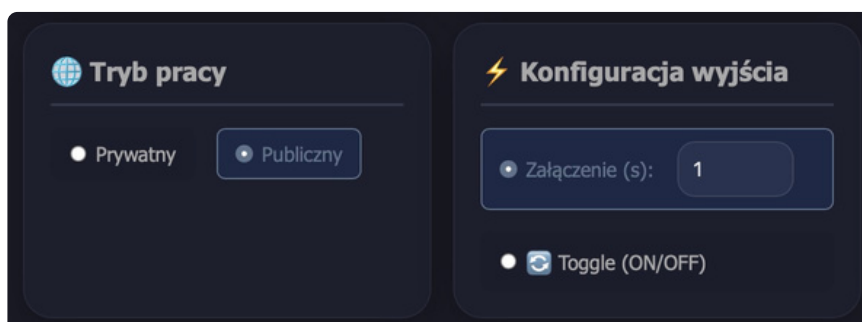 Tryb pracy
Prywatny
Publiczny
Konfiguracja wyjścia
Załączenie (s): 1
Toggle (ON/OFF)